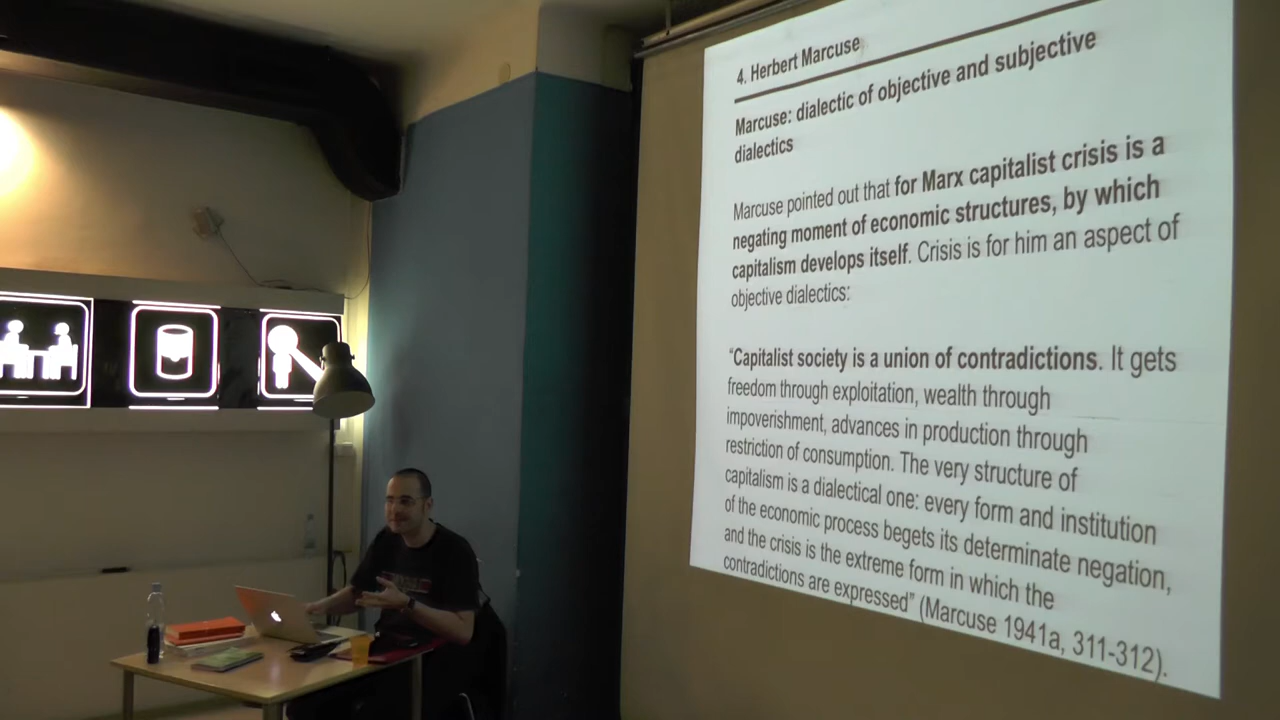 4. Herbert Marcuse
Marcuse: dialectic of objective and subjective
dialectics
Marcuse pointed out that for Marx capitalist crisis is a
negating moment of economic structures, by which
capitalism develops itself. Crisis is for him an aspect of
objective dialectics:
“Capitalist society is a union of contradictions. It gets
freedom through exploitation, wealth through
impoverishment, advances in production through
restriction of consumption. The very structure of
capitalism is a dialectical one: every form and institution
of the economic process begets its determinate negation,
and the crisis is the extreme form in which the
contradictions are expressed” (Marcuse 1941a, 311-312).